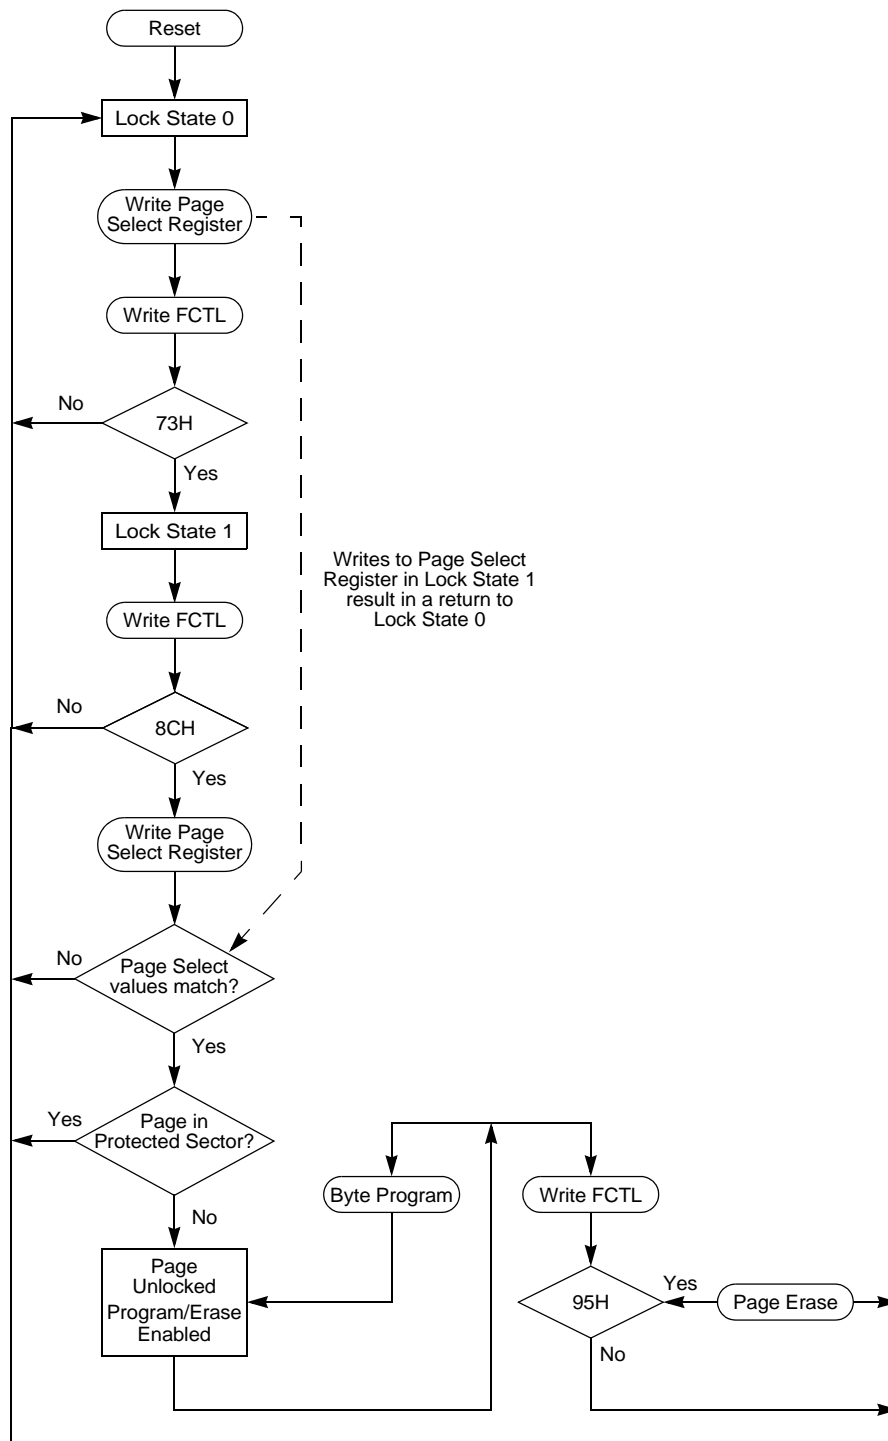 Reset
Lock State 0
Write Page
Select Register
Write FCTL
No
73H
Yes
Lock State 1
Writes to Page Select
Register in Lock State 1
result in a return to
Lock State 0
Write FCTL
No
8CH
Yes
Write Page
Select Register
No
Page Select
values match?
Yes
Yes
Page in
Protected Sector?
No
Byte Program
Write FCTL
Page
Unlocked
Program/Erase
Enabled
95H
Yes
Page Erase
No